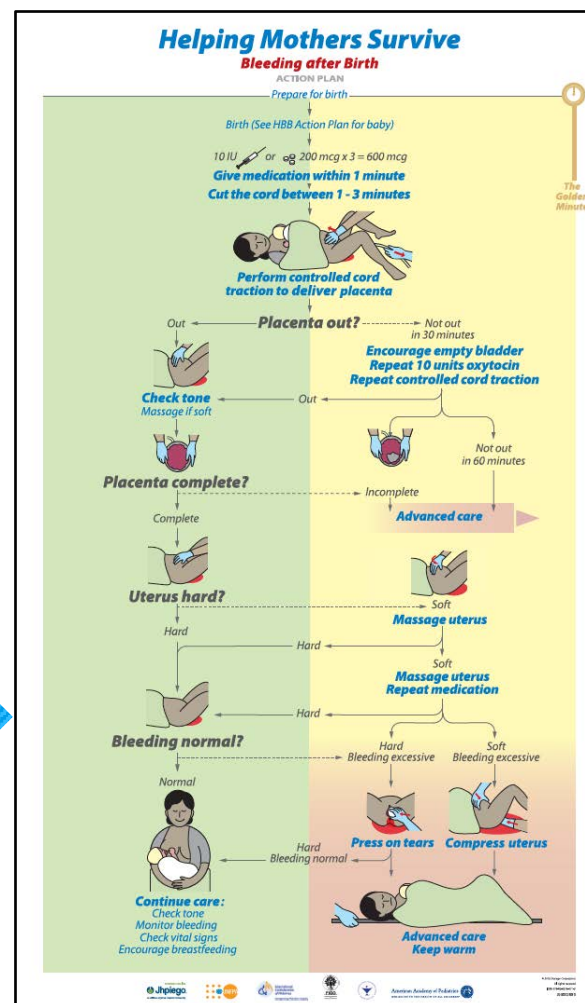 Helping Mothers Survive
Bleeding after Birth
ACTION PLAN
Prepare for birth
Birth (See HBB Action Plan for baby)
10 IU or 200 mcg x 3 = 600 mcg
Give medication within 1 minute
Cut the cord between 1 - 3 minutes
The
Golden
Minute
Perform controlled cord
traction to deliver placenta
Out
Placenta out?
Not out
in 30 minutes
Encourage empty bladder
Repeat 10 units oxytocin
Repeat controlled cord traction
Out
Check tone
Massage if soft
Not out
in 60 minutes
Placenta complete?
Incomplete
Complete
Advanced care
Uterus hard?
Soft
Massage uterus
Hard
Hard
Soft
Massage uterus
Repeat medication
Hard
Bleeding normal?
Hard
Bleeding excessive
Soft
Bleeding excessive
Normal
Press on tears
Compress uterus
Hard
Bleeding normal
Continue care:
Check tone
Monitor bleeding
Check vital signs
Encourage breastfeeding
Advanced care
Keep warm
Jhpiego
American Academy of Pediatrics